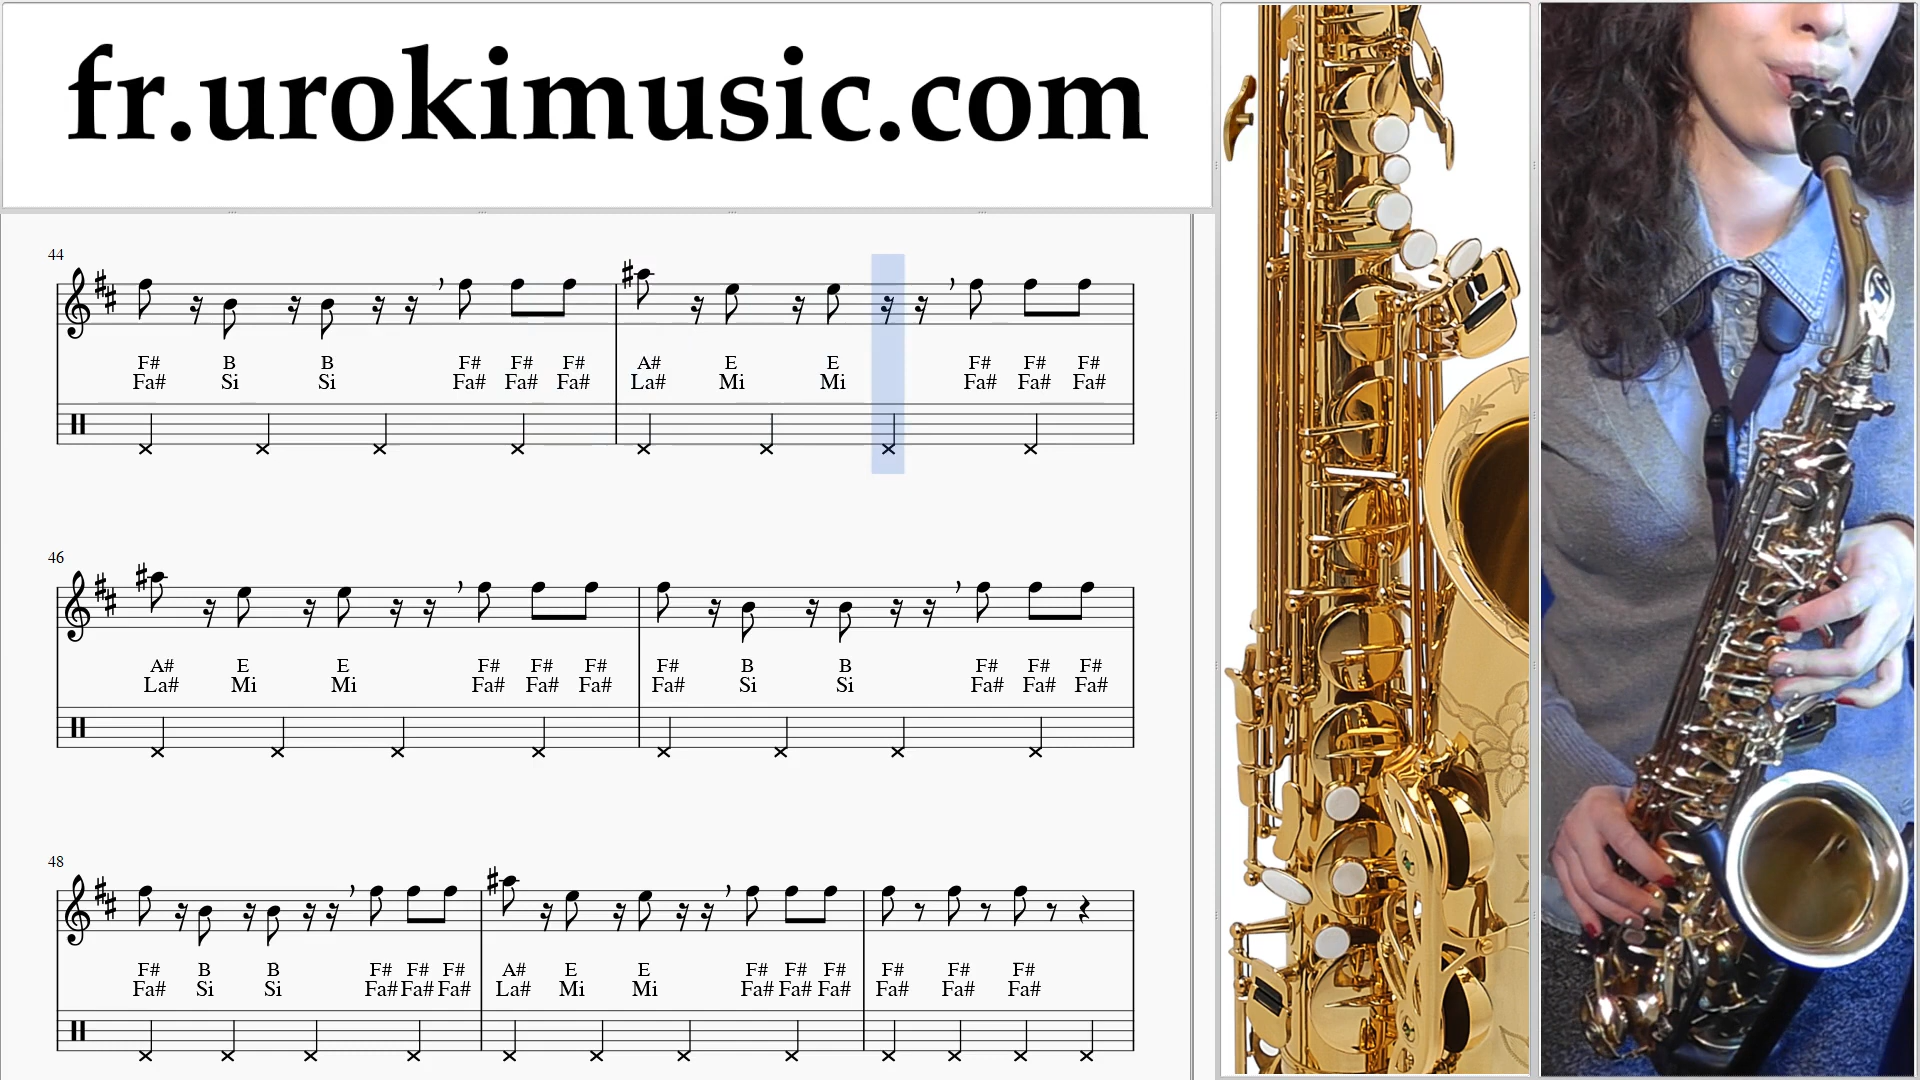 fr.urokimusic.com
44
F# B B F# F# F# A# E E F# F# F#
Fa# Si Si Fa# Fa# Fa# La# Mi Mi Fa# Fa# Fa#
46
A# E E F# F# F# F# B B F# F# F#
La# Mi Mi Fa# Fa# Fa# Fa# Si Si Fa# Fa# Fa#
48
F# B B F# F# F# A# E E F# F# F# F# F# F#
Fa# Si Si Fa# Fa# Fa# La# Mi Mi Fa# Fa# Fa# Fa# Fa# Fa#